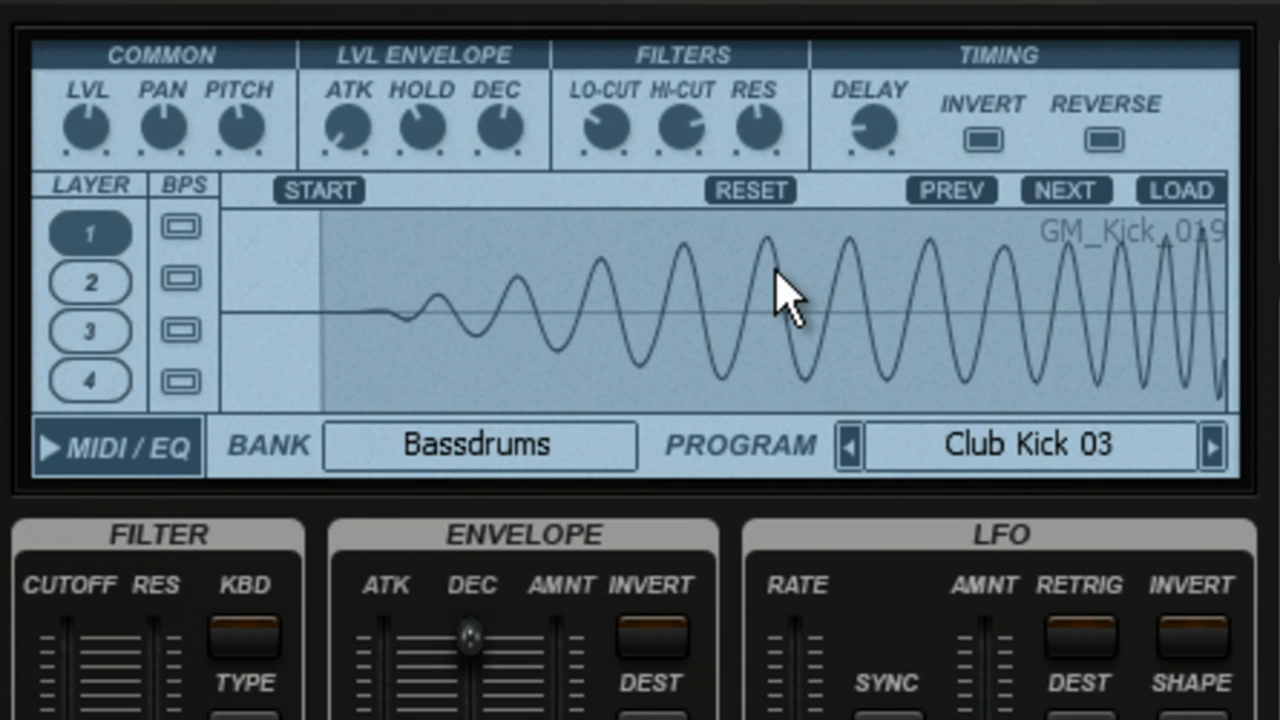 COMMON LVL ENVELOPE FILTERS TIMING
LVL PAN PITCH ATK HOLD DEC LO-CUT HI-CUT RES DELAY INVERT REVERSE
LAYER BPS START RESET PREV NEXT LOAD
1 GM_Kick_019
2
3
4
MIDI / EQ BANK Bassdrums PROGRAM Club Kick 03
FILTER ENVELOPE LFO
CUTOFF RES KBD ATK DEC AMNT INVERT RATE AMNT RETRIG INVERT
TYPE DEST SYNC DEST SHAPE